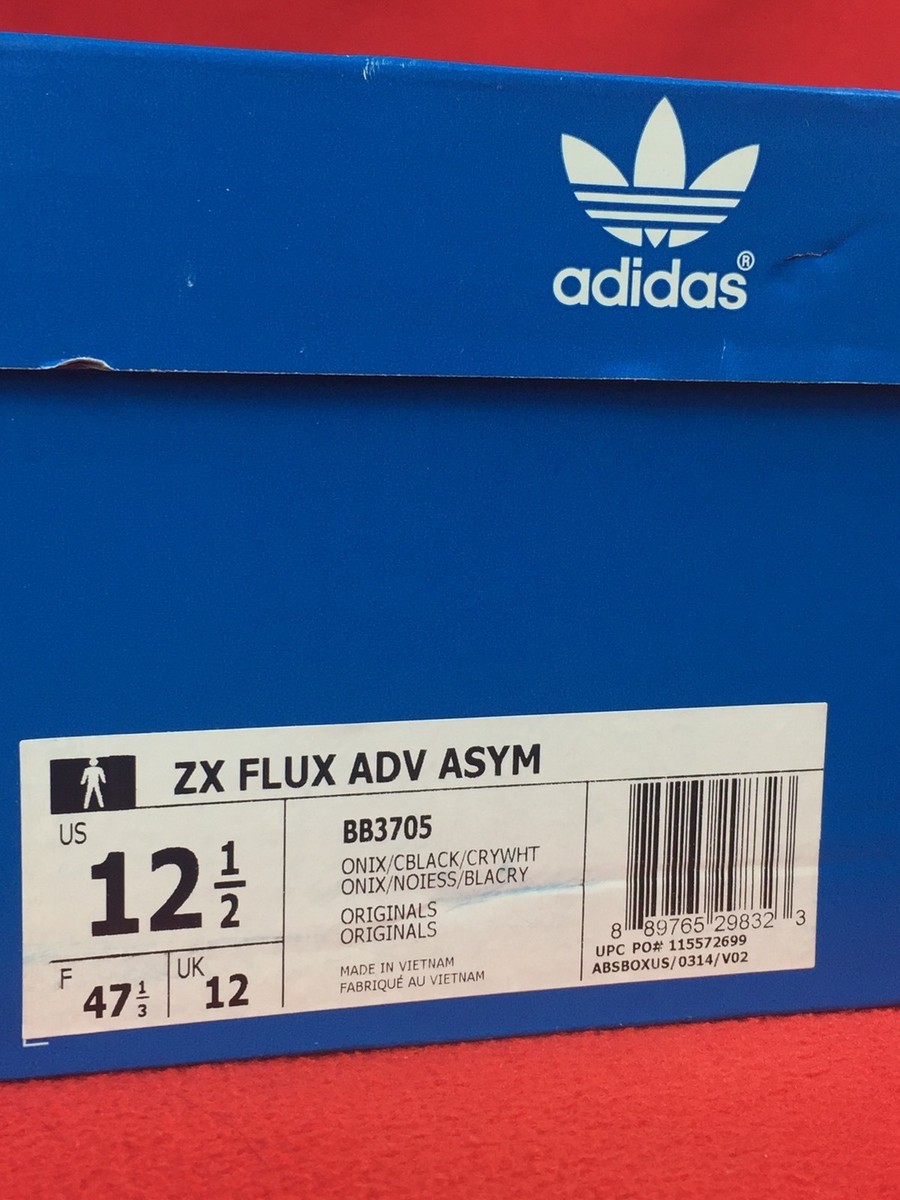 adidas®
ZX FLUX ADV ASYM
US
12 1/2
F
47 1/3
UK
12
BB3705
ONIX/CBLACK/CRYWHT
ONIX/NOIESS/BLACRY
ORIGINALS
ORIGINALS
MADE IN VIETNAM
FABRIQUÉ AU VIETNAM
8 89765 29832 3
UPC PO# 115572699
ABSBOXUS/0314/V02